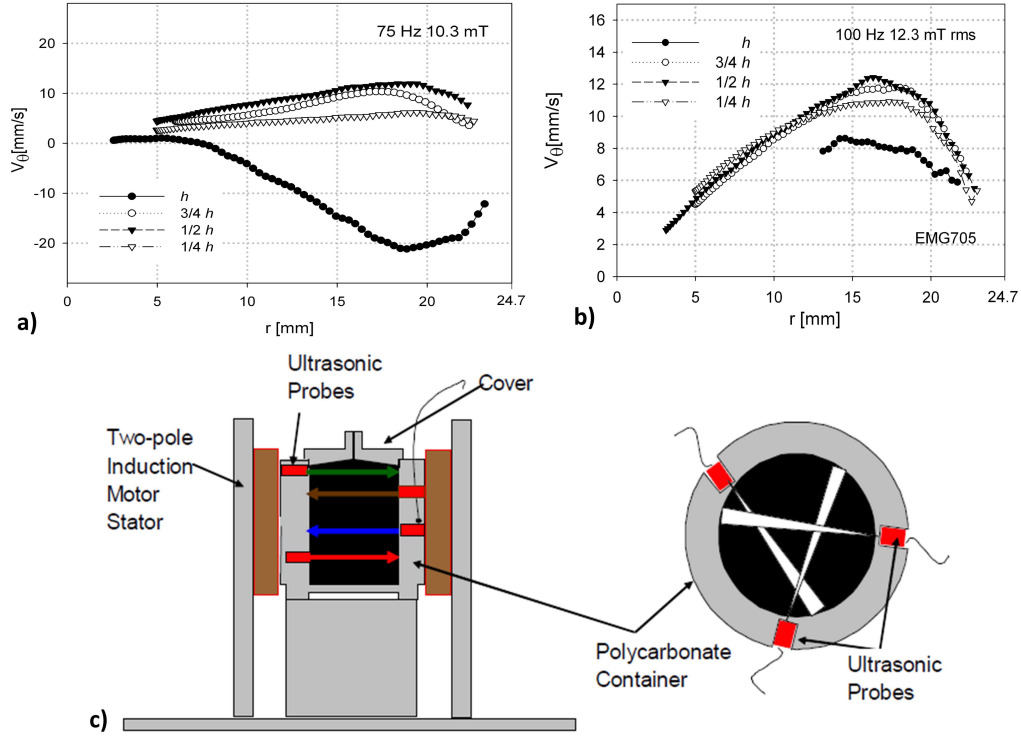 75 Hz 10.3 mT
20
10
0
-10
-20
Vθ[mm/s]
h
3/4 h
1/2 h
1/4 h
0
5
10
15
20
24.7
r [mm]
a)
100 Hz 12.3 mT rms
16
14
12
10
8
6
4
2
0
Vθ[mm/s]
h
3/4 h
1/2 h
1/4 h
EMG705
0
5
10
15
20
24.7
r [mm]
b)
Ultrasonic
Probes
Cover
Two-pole
Induction
Motor
Stator
Polycarbonate
Container
Ultrasonic
Probes
c)